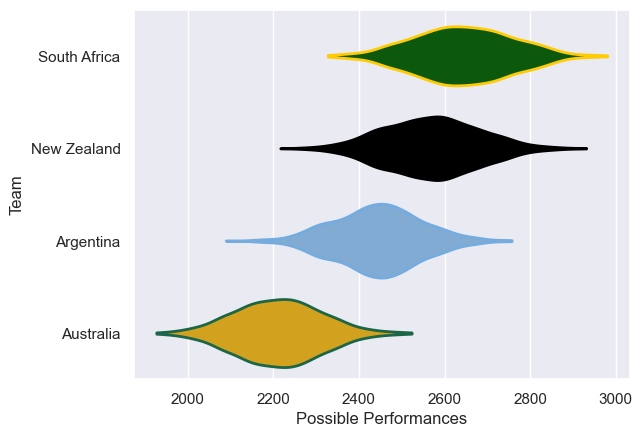 South Africa
New Zealand
Argentina
Australia
Team
2000 2200 2400 2600 2800 3000
Possible Performances